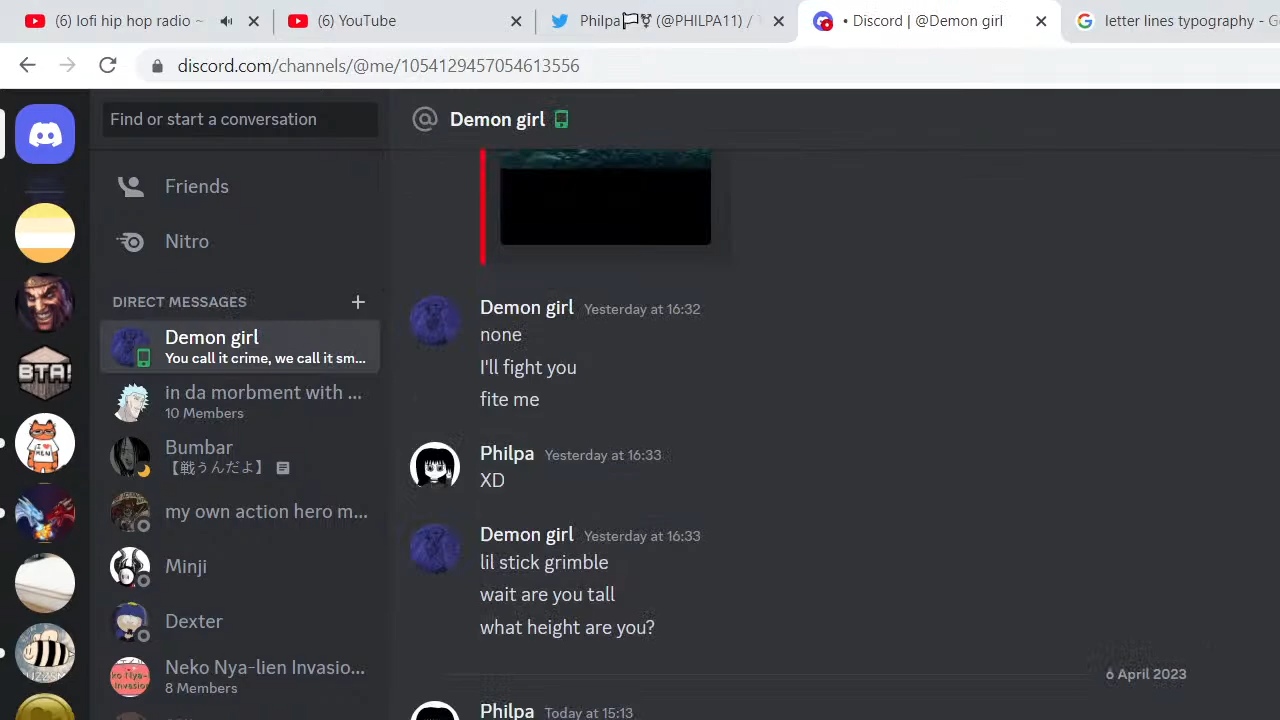 (6) lofi hip hop radio ~
(6) YouTube
Philpa🏳⚧ (@PHILPA11) / T
• Discord | @Demon girl
letter lines typography - G
discord.com/channels/@me/1054129457054613556
Find or start a conversation
@ Demon girl
Friends
Nitro
DIRECT MESSAGES +
Demon girl
You call it crime, we call it sm...
in da morbment with ...
10 Members
Bumbar
【戦うんだよ】
my own action hero m...
Minji
Dexter
Neko Nya-lien Invasio...
8 Members
BTA!
I ❤ MEN
Demon girl Yesterday at 16:32
none
I'll fight you
fite me
Philpa Yesterday at 16:33
XD
Demon girl Yesterday at 16:33
lil stick grimble
wait are you tall
what height are you?
6 April 2023
Philpa Today at 15:13